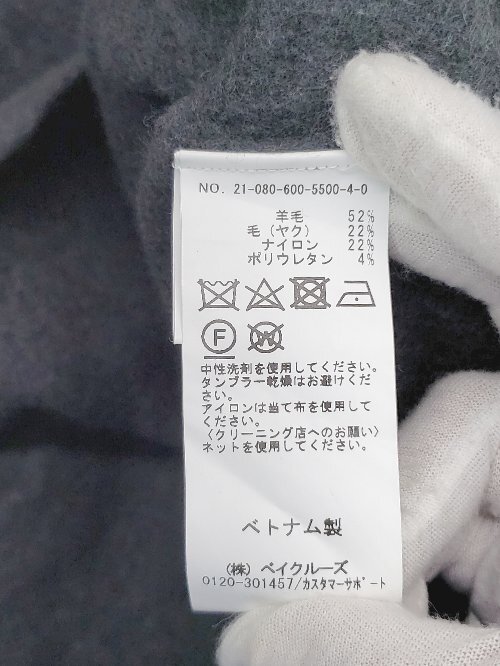 NO. 21-080-600-5500-4-0
羊毛 52%
毛(ヤク) 22%
ナイロン 22%
ポリウレタン 4%
F W
中性洗剤を使用してください。
タンブラー乾燥はお避けくだ
さい。
アイロンは当て布を使用して
ください。
〈クリーニング店へのお願い〉
ネットを使用してください。
ベトナム製
(株) ベイクルーズ
0120-301457/カスタマーサポート